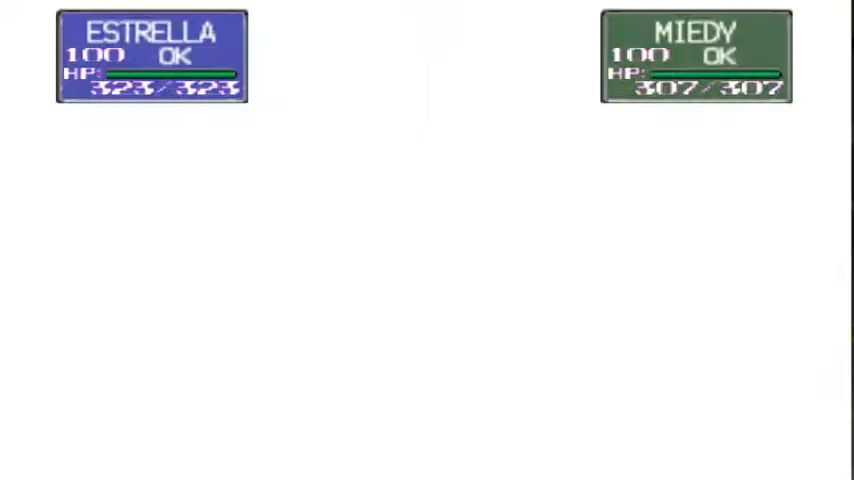 ESTRELLA
100 OK
HP:
323/323
MIEDY
100 OK
HP:
307/307